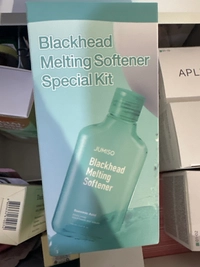 Blackhead
Melting Softener
Special Kit
JUMISO
Blackhead
Melting
Softener
APL